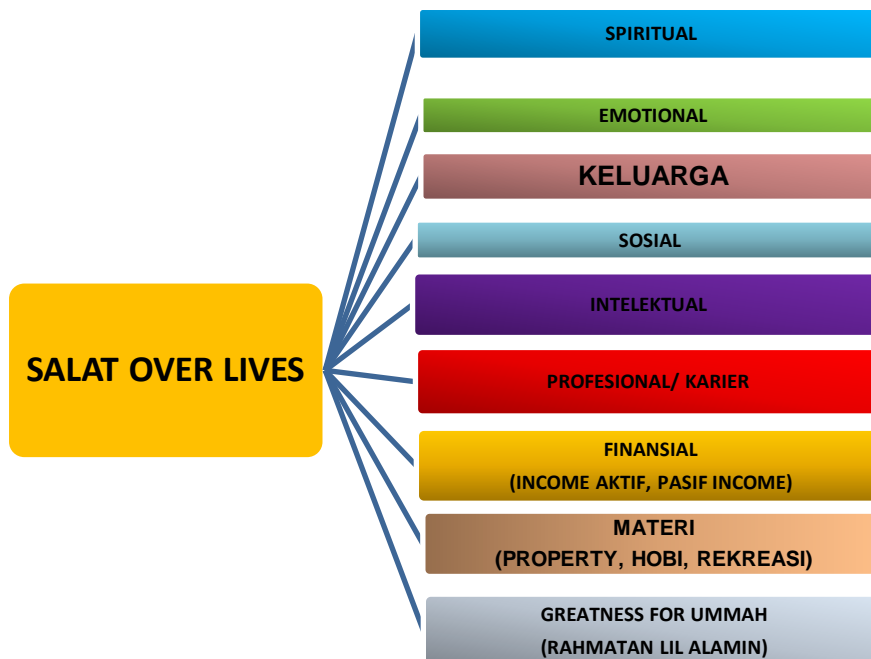 SPIRITUAL
EMOTIONAL
KELUARGA
SOSIAL
INTELEKTUAL
SALAT OVER LIVES
PROFESIONAL/ KARIER
FINANSIAL
(INCOME AKTIF, PASIF INCOME)
MATERI
(PROPERTY, HOBI, REKREASI)
GREATNESS FOR UMMAH
(RAHMATAN LIL ALAMIN)